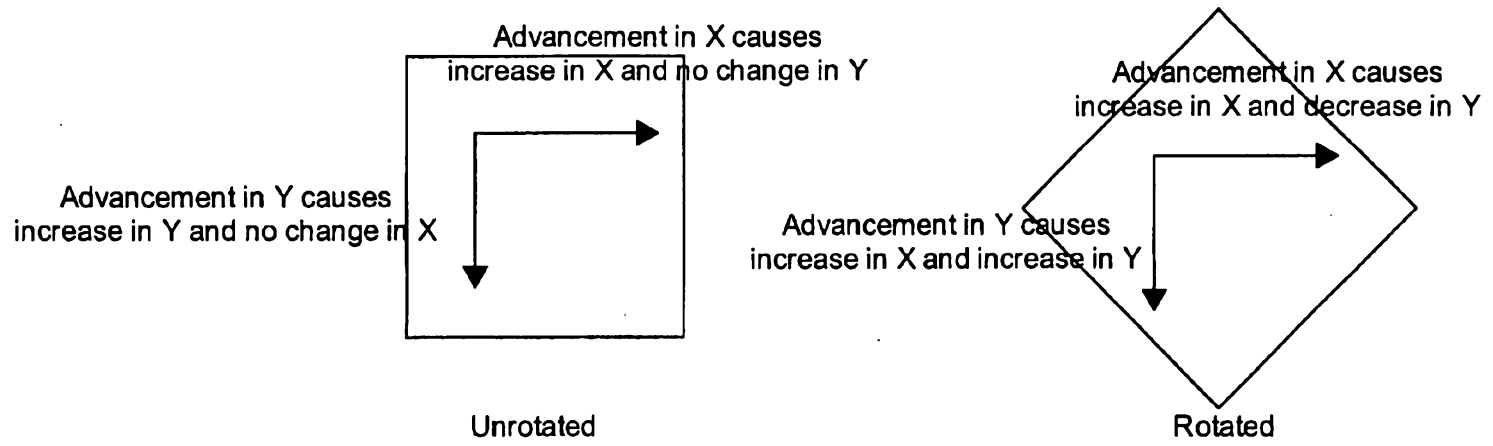 Advancement in X causes
increase in X and no change in Y
Advancement in Y causes
increase in Y and no change in X
Unrotated
Advancement in X causes
increase in X and decrease in Y
Advancement in Y causes
increase in X and increase in Y
Rotated